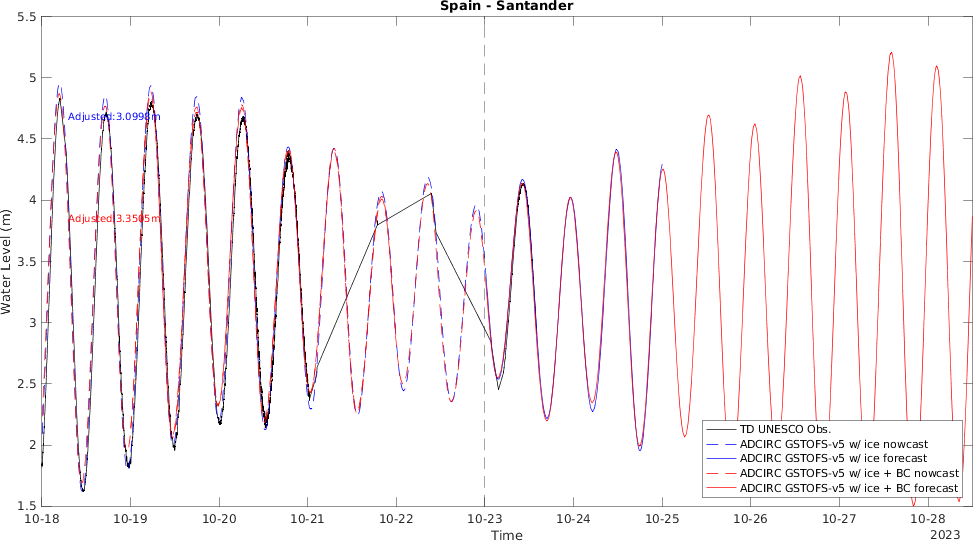 Spain - Santander
5.5
5
4.5
4
3.5
3
2.5
2
1.5
Water Level (m)
Adjusted:3.0998m
Adjusted:3.3505m
TD UNESCO Obs.
ADCIRC GSTOFS-v5 w/ ice nowcast
ADCIRC GSTOFS-v5 w/ ice forecast
ADCIRC GSTOFS-v5 w/ ice + BC nowcast
ADCIRC GSTOFS-v5 w/ ice + BC forecast
10-18 10-19 10-20 10-21 10-22 10-23 10-24 10-25 10-26 10-27 10-28
Time
2023